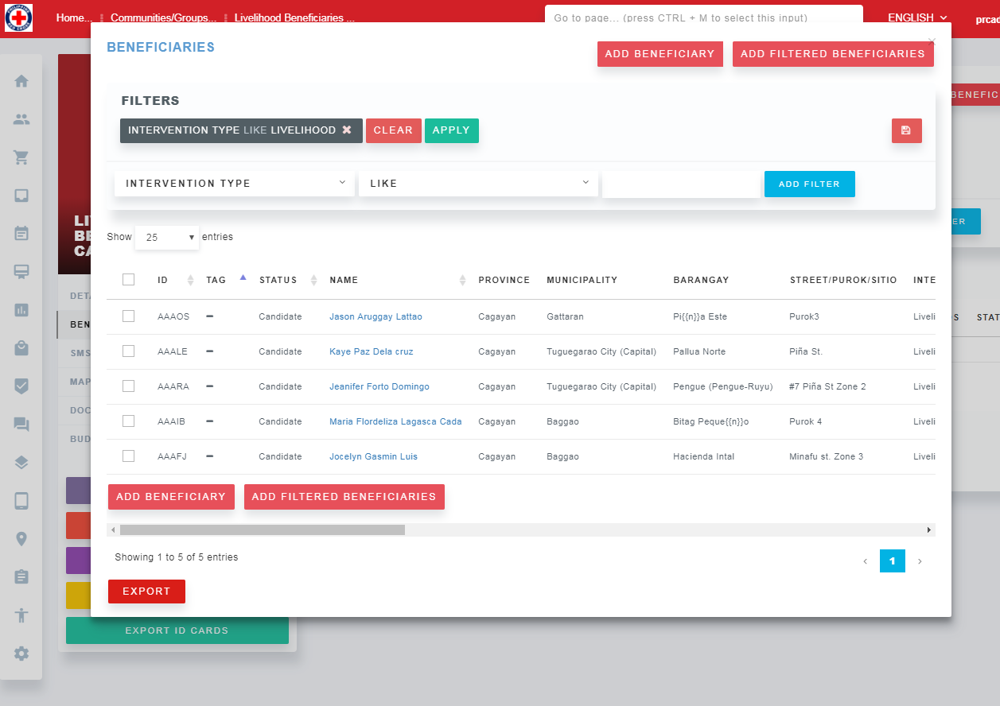 Home... Communities/Groups... Livelihood Beneficiaries ... Go to page... (press CTRL + M to select this input) ENGLISH prcad
BENEFICIARIES
ADD BENEFICIARY ADD FILTERED BENEFICIARIES
FILTERS
INTERVENTION TYPE LIKE LIVELIHOOD ✖ CLEAR APPLY
INTERVENTION TYPE LIKE ADD FILTER
Show 25 entries
ID TAG STATUS NAME PROVINCE MUNICIPALITY BARANGAY STREET/PUROK/SITIO INTE
AAAOS – Candidate Jason Aruggay Lattao Cagayan Gattaran Pi{{n}}a Este Purok3 Liveli
AAALE – Candidate Kaye Paz Dela cruz Cagayan Tuguegarao City (Capital) Pallua Norte Piña St. Liveli
AAARA – Candidate Jeanifer Forto Domingo Cagayan Tuguegarao City (Capital) Pengue (Pengue-Ruyu) #7 Piña St Zone 2 Liveli
AAAIB – Candidate Maria Flordeliza Lagasca Cada Cagayan Baggao Bitag Peque{{n}}o Purok 4 Liveli
AAAFJ – Candidate Jocelyn Gasmin Luis Cagayan Baggao Hacienda Intal Minafu st. Zone 3 Liveli
ADD BENEFICIARY ADD FILTERED BENEFICIARIES
Showing 1 to 5 of 5 entries
‹ 1 ›
EXPORT
LI
BE
CA
DETA
BEN
SMS
MAP
DOC
BUD
EXPORT ID CARDS
BENEFIC
ER
S STAT